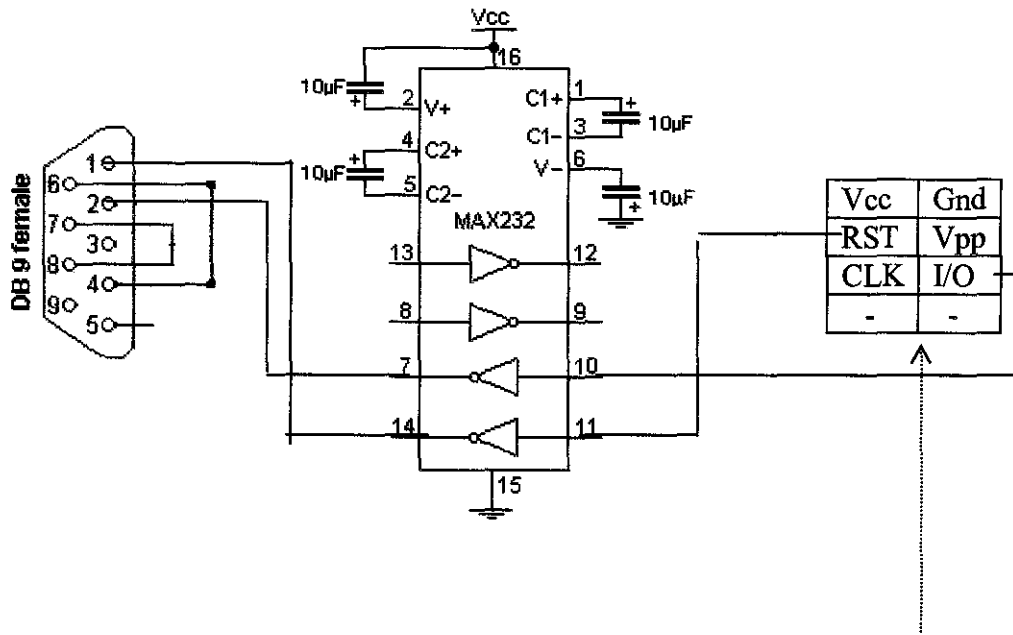 Vcc
16
10µF
+
2
V+
C1+
1
+
10µF
C1-
3
4
C2+
+
10µF
5
C2-
V-
6
10µF
+
MAX232
DB 9 female
1
6
2
7
3
8
4
9
5
13
12
8
9
7
10
14
11
15
Vcc Gnd
RST Vpp
CLK I/O
- -